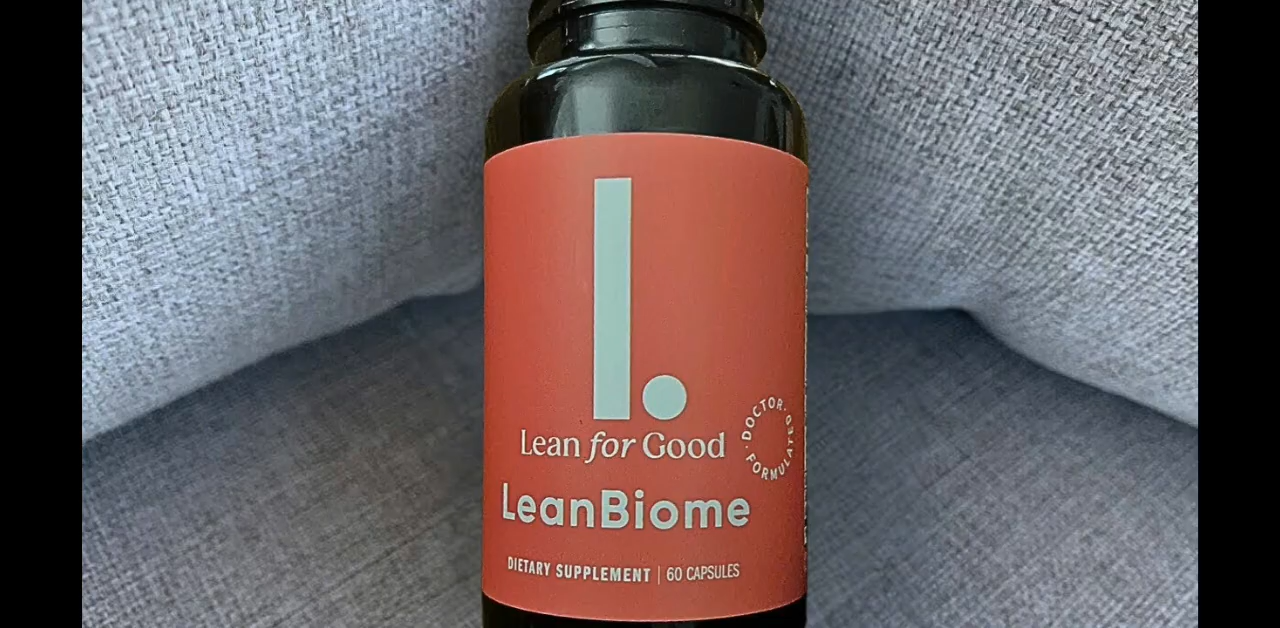 l.
Lean for Good
DOCTOR · FORMULATED ·
LeanBiome
DIETARY SUPPLEMENT | 60 CAPSULES